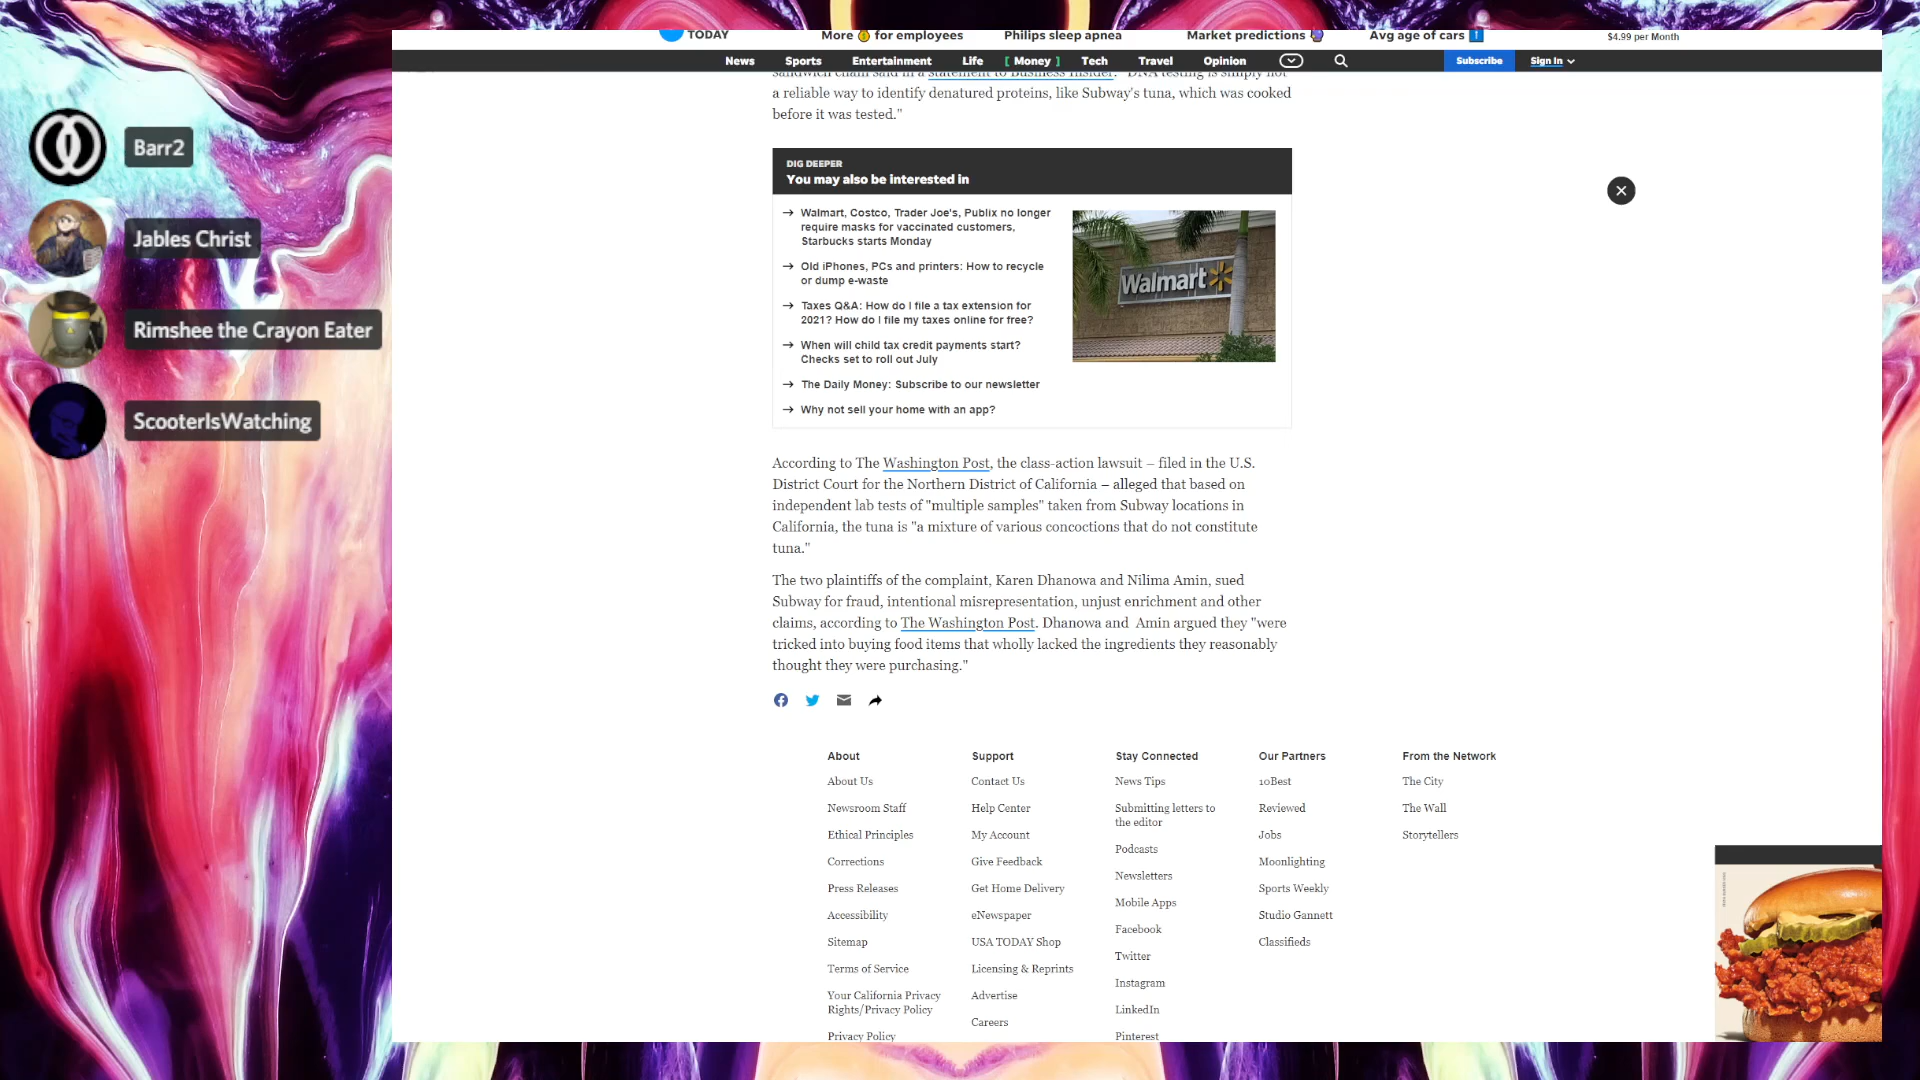 TODAY
More for employees
Philips sleep apnea
Market predictions
Avg age of cars
$4.99 per Month
News
Sports
Entertainment
Life
[ Money ]
Tech
Travel
Opinion
Subscribe
Sign In
Barr2
Jables Christ
Rimshee the Crayon Eater
ScooterIsWatching
sandwich chain said in a statement to Business Insider. "DNA testing is simply not
a reliable way to identify denatured proteins, like Subway's tuna, which was cooked
before it was tested."
DIG DEEPER
You may also be interested in
→ Walmart, Costco, Trader Joe's, Publix no longer
require masks for vaccinated customers,
Starbucks starts Monday
→ Old iPhones, PCs and printers: How to recycle
or dump e-waste
→ Taxes Q&A: How do I file a tax extension for
2021? How do I file my taxes online for free?
→ When will child tax credit payments start?
Checks set to roll out July
→ The Daily Money: Subscribe to our newsletter
→ Why not sell your home with an app?
Walmart
According to The Washington Post, the class-action lawsuit – filed in the U.S.
District Court for the Northern District of California – alleged that based on
independent lab tests of "multiple samples" taken from Subway locations in
California, the tuna is "a mixture of various concoctions that do not constitute
tuna."
The two plaintiffs of the complaint, Karen Dhanowa and Nilima Amin, sued
Subway for fraud, intentional misrepresentation, unjust enrichment and other
claims, according to The Washington Post. Dhanowa and Amin argued they "were
tricked into buying food items that wholly lacked the ingredients they reasonably
thought they were purchasing."
About
About Us
Newsroom Staff
Ethical Principles
Corrections
Press Releases
Accessibility
Sitemap
Terms of Service
Your California Privacy
Rights/Privacy Policy
Privacy Policy
Support
Contact Us
Help Center
My Account
Give Feedback
Get Home Delivery
eNewspaper
USA TODAY Shop
Licensing & Reprints
Advertise
Careers
Stay Connected
News Tips
Submitting letters to
the editor
Podcasts
Newsletters
Mobile Apps
Facebook
Twitter
Instagram
LinkedIn
Pinterest
Our Partners
10Best
Reviewed
Jobs
Moonlighting
Sports Weekly
Studio Gannett
Classifieds
From the Network
The City
The Wall
Storytellers